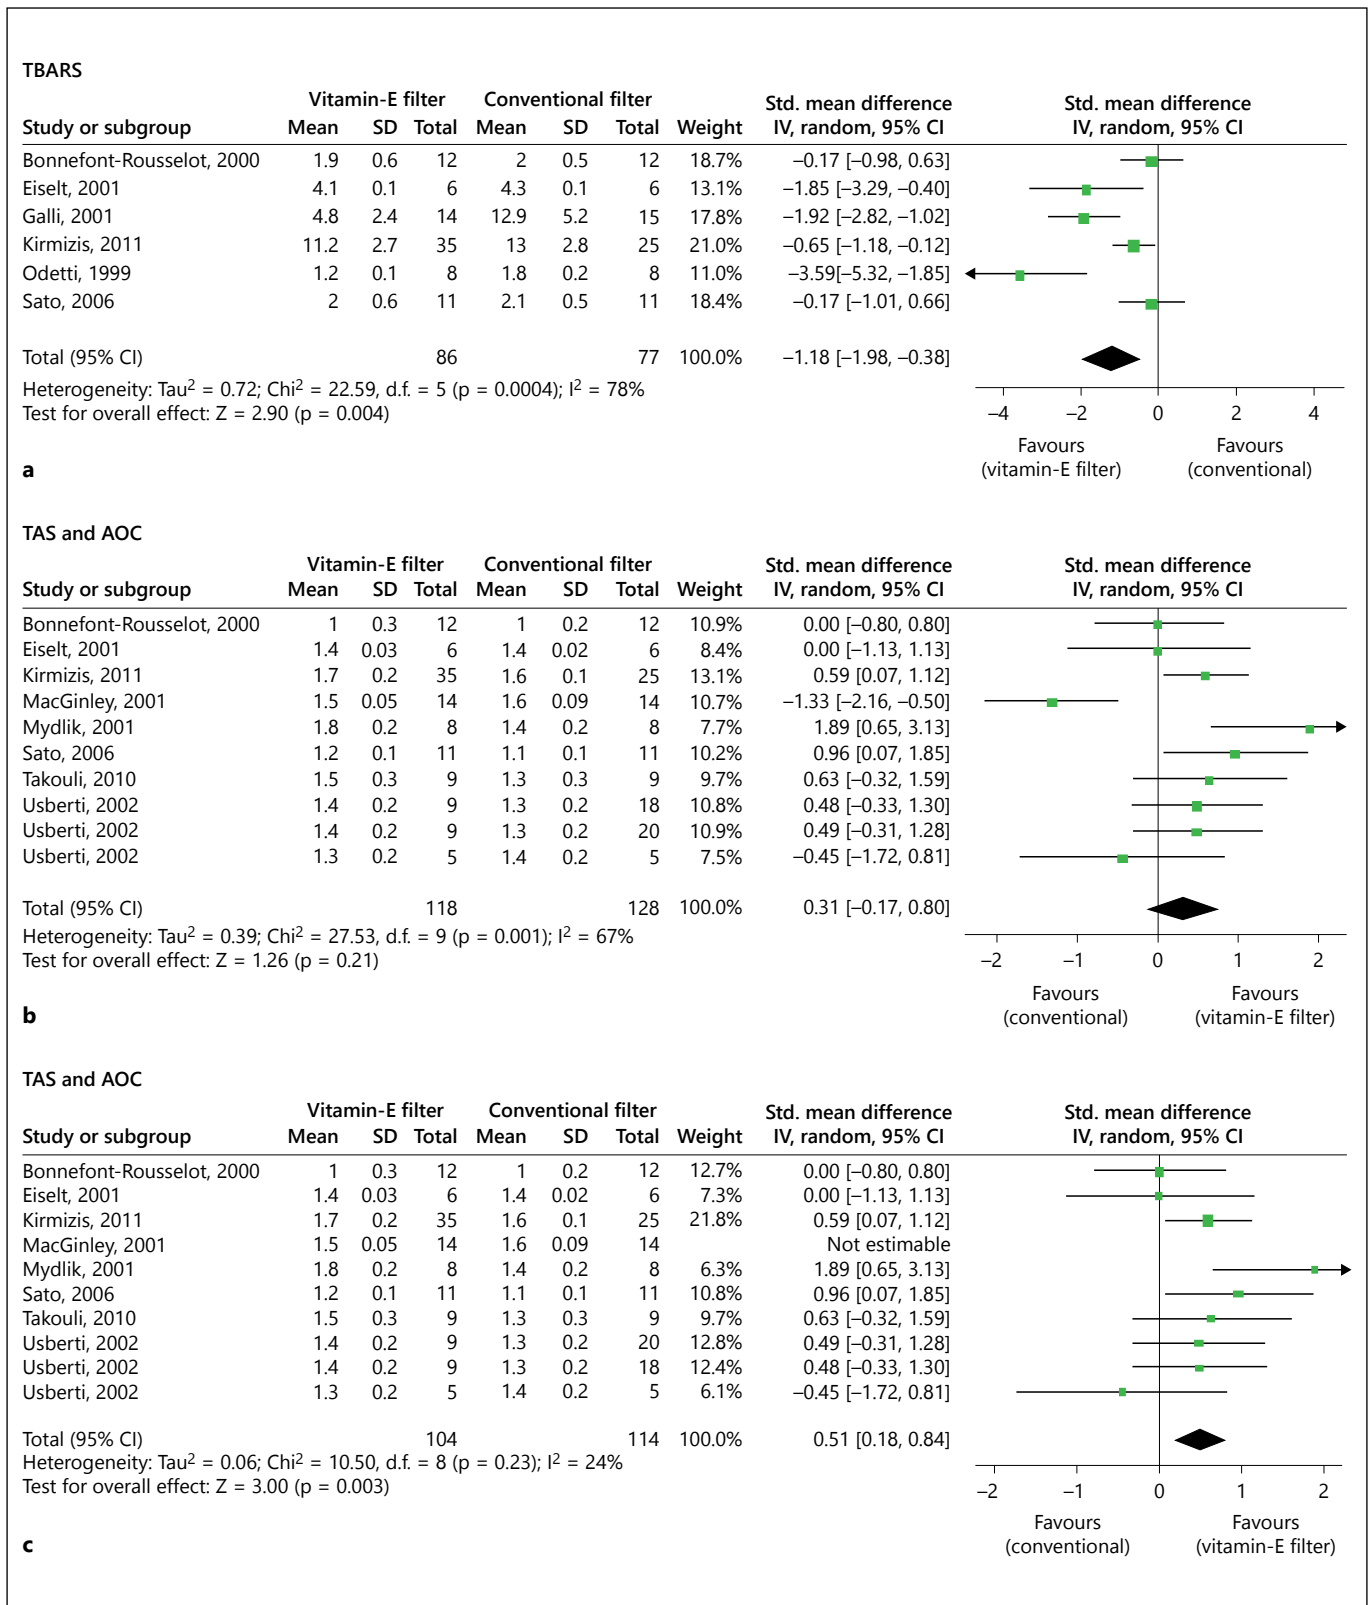 TBARS
Vitamin-E filter Conventional filter Std. mean difference Std. mean difference
Study or subgroup Mean SD Total Mean SD Total Weight IV, random, 95% CI IV, random, 95% CI
Bonnefont-Rousselot, 2000 1.9 0.6 12 2 0.5 12 18.7% –0.17 [–0.98, 0.63]
Eiselt, 2001 4.1 0.1 6 4.3 0.1 6 13.1% –1.85 [–3.29, –0.40]
Galli, 2001 4.8 2.4 14 12.9 5.2 15 17.8% –1.92 [–2.82, –1.02]
Kirmizis, 2011 11.2 2.7 35 13 2.8 25 21.0% –0.65 [–1.18, –0.12]
Odetti, 1999 1.2 0.1 8 1.8 0.2 8 11.0% –3.59[–5.32, –1.85]
Sato, 2006 2 0.6 11 2.1 0.5 11 18.4% –0.17 [–1.01, 0.66]
Total (95% CI) 86 77 100.0% –1.18 [–1.98, –0.38]
Heterogeneity: Tau² = 0.72; Chi² = 22.59, d.f. = 5 (p = 0.0004); I² = 78%
Test for overall effect: Z = 2.90 (p = 0.004)
–4 –2 0 2 4
Favours (vitamin-E filter) Favours (conventional)
a
TAS and AOC
Vitamin-E filter Conventional filter Std. mean difference Std. mean difference
Study or subgroup Mean SD Total Mean SD Total Weight IV, random, 95% CI IV, random, 95% CI
Bonnefont-Rousselot, 2000 1 0.3 12 1 0.2 12 10.9% 0.00 [–0.80, 0.80]
Eiselt, 2001 1.4 0.03 6 1.4 0.02 6 8.4% 0.00 [–1.13, 1.13]
Kirmizis, 2011 1.7 0.2 35 1.6 0.1 25 13.1% 0.59 [0.07, 1.12]
MacGinley, 2001 1.5 0.05 14 1.6 0.09 14 10.7% –1.33 [–2.16, –0.50]
Mydlik, 2001 1.8 0.2 8 1.4 0.2 8 7.7% 1.89 [0.65, 3.13]
Sato, 2006 1.2 0.1 11 1.1 0.1 11 10.2% 0.96 [0.07, 1.85]
Takouli, 2010 1.5 0.3 9 1.3 0.3 9 9.7% 0.63 [–0.32, 1.59]
Usberti, 2002 1.4 0.2 9 1.3 0.2 18 10.8% 0.48 [–0.33, 1.30]
Usberti, 2002 1.4 0.2 9 1.3 0.2 20 10.9% 0.49 [–0.31, 1.28]
Usberti, 2002 1.3 0.2 5 1.4 0.2 5 7.5% –0.45 [–1.72, 0.81]
Total (95% CI) 118 128 100.0% 0.31 [–0.17, 0.80]
Heterogeneity: Tau² = 0.39; Chi² = 27.53, d.f. = 9 (p = 0.001); I² = 67%
Test for overall effect: Z = 1.26 (p = 0.21)
–2 –1 0 1 2
Favours (conventional) Favours (vitamin-E filter)
b
TAS and AOC
Vitamin-E filter Conventional filter Std. mean difference Std. mean difference
Study or subgroup Mean SD Total Mean SD Total Weight IV, random, 95% CI IV, random, 95% CI
Bonnefont-Rousselot, 2000 1 0.3 12 1 0.2 12 12.7% 0.00 [–0.80, 0.80]
Eiselt, 2001 1.4 0.03 6 1.4 0.02 6 7.3% 0.00 [–1.13, 1.13]
Kirmizis, 2011 1.7 0.2 35 1.6 0.1 25 21.8% 0.59 [0.07, 1.12]
MacGinley, 2001 1.5 0.05 14 1.6 0.09 14 Not estimable
Mydlik, 2001 1.8 0.2 8 1.4 0.2 8 6.3% 1.89 [0.65, 3.13]
Sato, 2006 1.2 0.1 11 1.1 0.1 11 10.8% 0.96 [0.07, 1.85]
Takouli, 2010 1.5 0.3 9 1.3 0.3 9 9.7% 0.63 [–0.32, 1.59]
Usberti, 2002 1.4 0.2 9 1.3 0.2 20 12.8% 0.49 [–0.31, 1.28]
Usberti, 2002 1.4 0.2 9 1.3 0.2 18 12.4% 0.48 [–0.33, 1.30]
Usberti, 2002 1.3 0.2 5 1.4 0.2 5 6.1% –0.45 [–1.72, 0.81]
Total (95% CI) 104 114 100.0% 0.51 [0.18, 0.84]
Heterogeneity: Tau² = 0.06; Chi² = 10.50, d.f. = 8 (p = 0.23); I² = 24%
Test for overall effect: Z = 3.00 (p = 0.003)
–2 –1 0 1 2
Favours (conventional) Favours (vitamin-E filter)
c